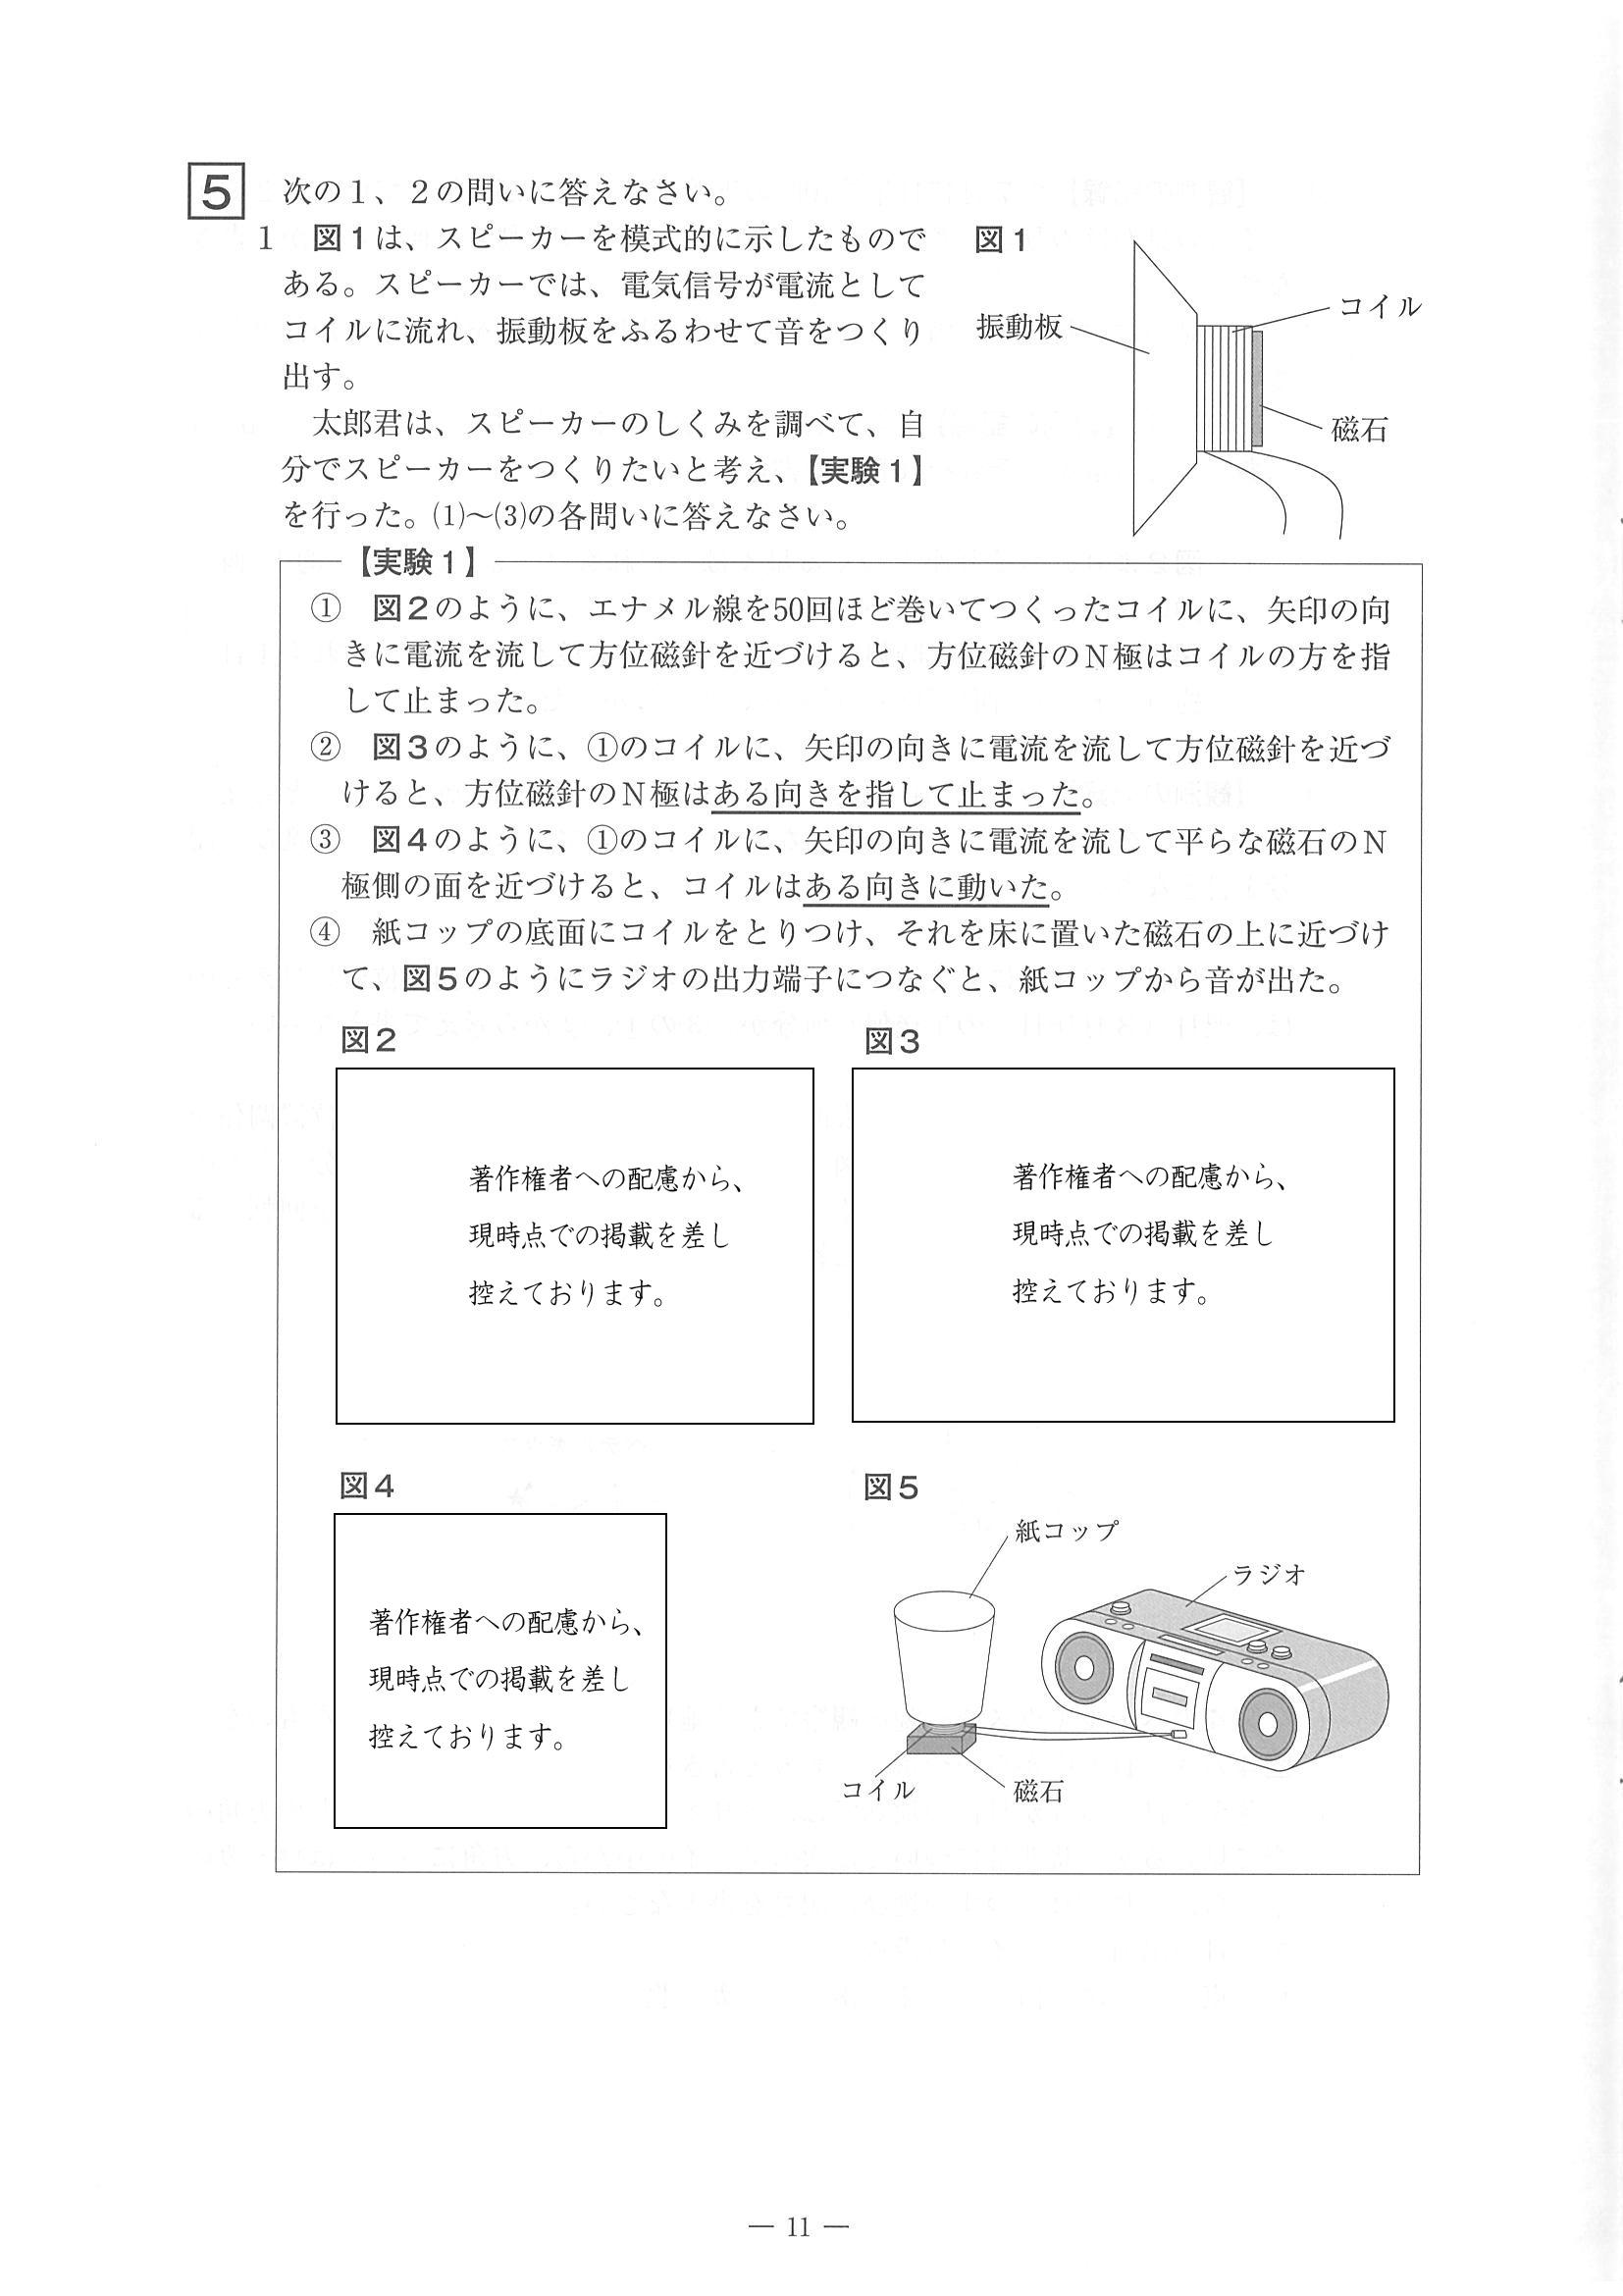 5 次の１、２の問いに答えなさい。
１ 図１は、スピーカーを模式的に示したもので
ある。スピーカーでは、電気信号が電流として
コイルに流れ、振動板をふるわせて音をつくり
出す。
太郎君は、スピーカーのしくみを調べて、自
分でスピーカーをつくりたいと考え、【実験１】
を行った。⑴～⑶の各問いに答えなさい。
図１
コイル
振動板
磁石
【実験１】
① 図２のように、エナメル線を50回ほど巻いてつくったコイルに、矢印の向
きに電流を流して方位磁針を近づけると、方位磁針のＮ極はコイルの方を指
して止まった。
② 図３のように、①のコイルに、矢印の向きに電流を流して方位磁針を近づ
けると、方位磁針のＮ極はある向きを指して止まった。
③ 図４のように、①のコイルに、矢印の向きに電流を流して平らな磁石のＮ
極側の面を近づけると、コイルはある向きに動いた。
④ 紙コップの底面にコイルをとりつけ、それを床に置いた磁石の上に近づけ
て、図５のようにラジオの出力端子につなぐと、紙コップから音が出た。
図２
著作権者への配慮から、
現時点での掲載を差し
控えております。
図３
著作権者への配慮から、
現時点での掲載を差し
控えております。
図４
著作権者への配慮から、
現時点での掲載を差し
控えております。
図５
紙コップ
ラジオ
コイル
磁石
— 11 —